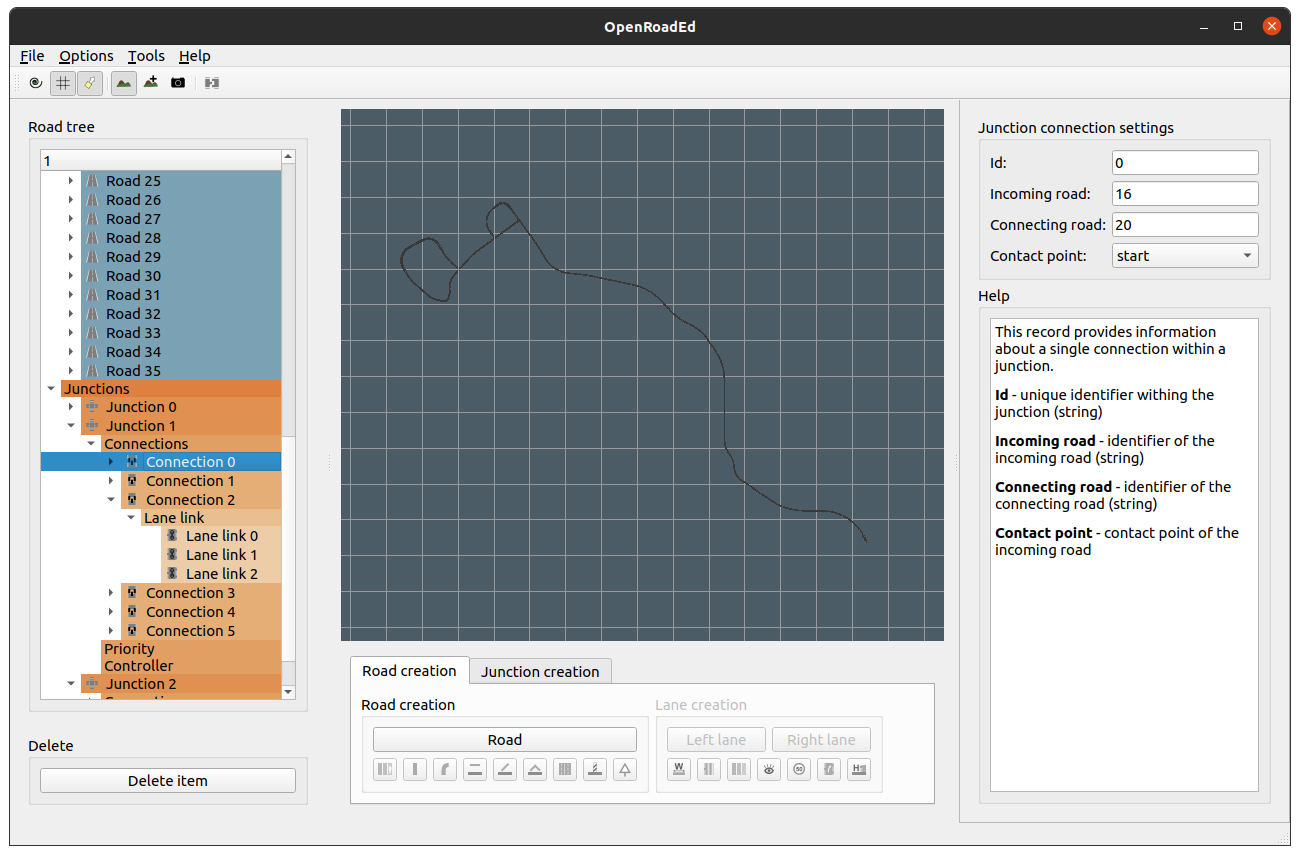 OpenRoadEd
File Options Tools Help
Road tree
1
Road 25
Road 26
Road 27
Road 28
Road 29
Road 30
Road 31
Road 32
Road 33
Road 34
Road 35
Junctions
Junction 0
Junction 1
Connections
Connection 0
Connection 1
Connection 2
Lane link
Lane link 0
Lane link 1
Lane link 2
Connection 3
Connection 4
Connection 5
Priority
Controller
Junction 2
Delete
Delete item
Road creation Junction creation
Road creation
Road
Lane creation
Left lane Right lane
W
50
H
Junction connection settings
Id: 0
Incoming road: 16
Connecting road: 20
Contact point: start
Help
This record provides information
about a single connection within a
junction.
Id - unique identifier withing the
junction (string)
Incoming road - identifier of the
incoming road (string)
Connecting road - identifier of the
connecting road (string)
Contact point - contact point of the
incoming road